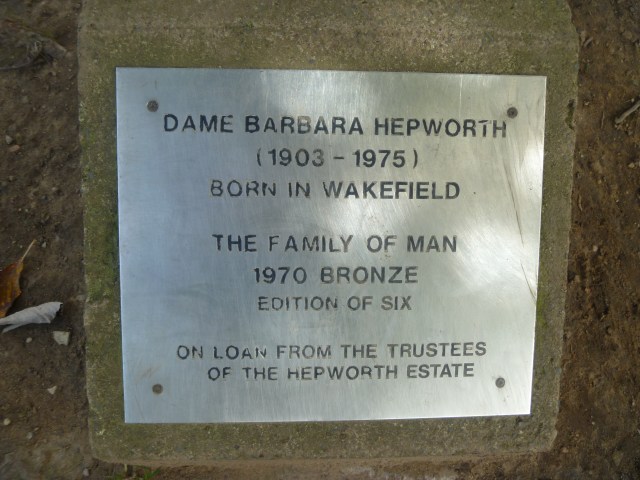 DAME BARBARA HEPWORTH
(1903 - 1975)
BORN IN WAKEFIELD
THE FAMILY OF MAN
1970 BRONZE
EDITION OF SIX
ON LOAN FROM THE TRUSTEES
OF THE HEPWORTH ESTATE